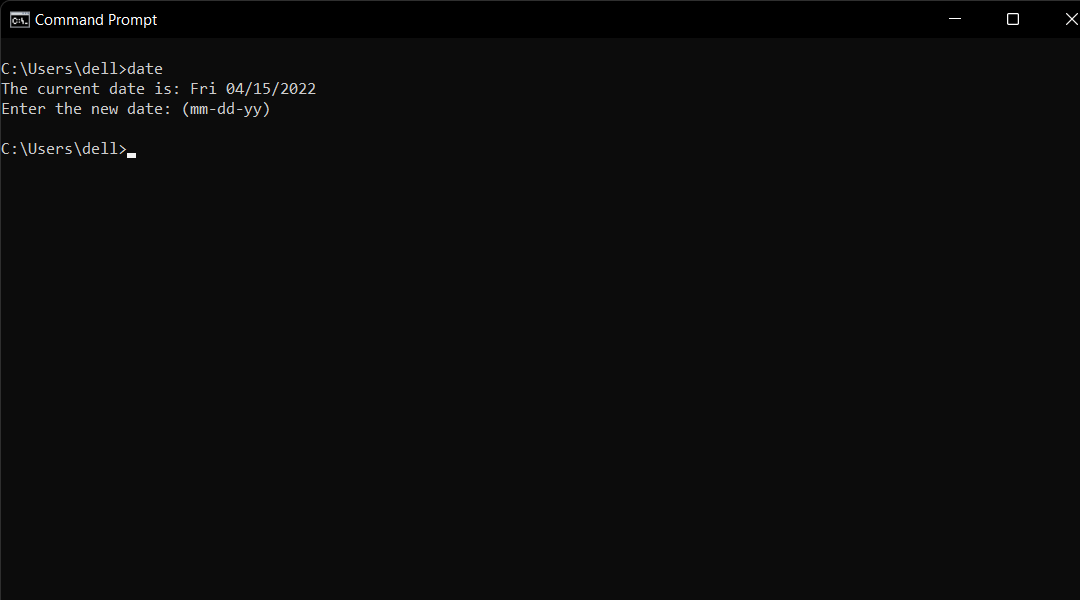 Command Prompt
C:\Users\dell>date
The current date is: Fri 04/15/2022
Enter the new date: (mm-dd-yy)
C:\Users\dell>